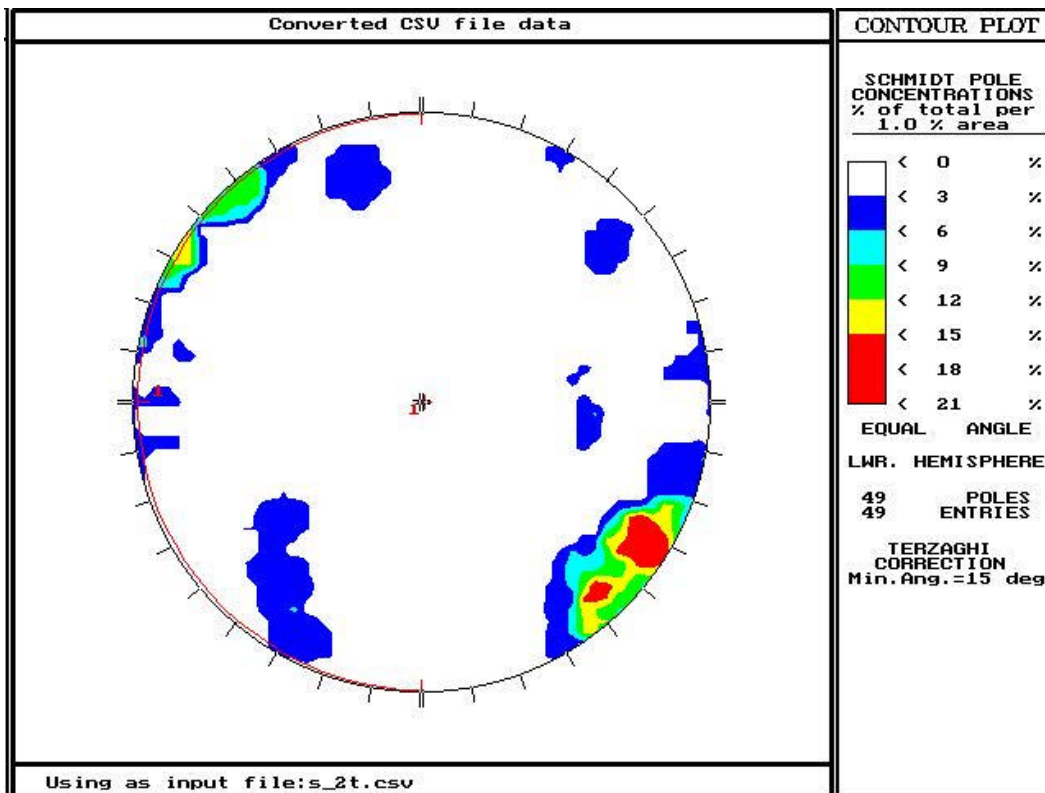 Converted CSV file data
CONTOUR PLOT
SCHMIDT POLE
CONCENTRATIONS
% of total per
1.0 % area
< 0 %
< 3 %
< 6 %
< 9 %
< 12 %
< 15 %
< 18 %
< 21 %
EQUAL ANGLE
LWR. HEMISPHERE
49 POLES
49 ENTRIES
TERZAGHI
CORRECTION
Min.Ang.=15 deg
1
1
Using as input file:s_2t.csv